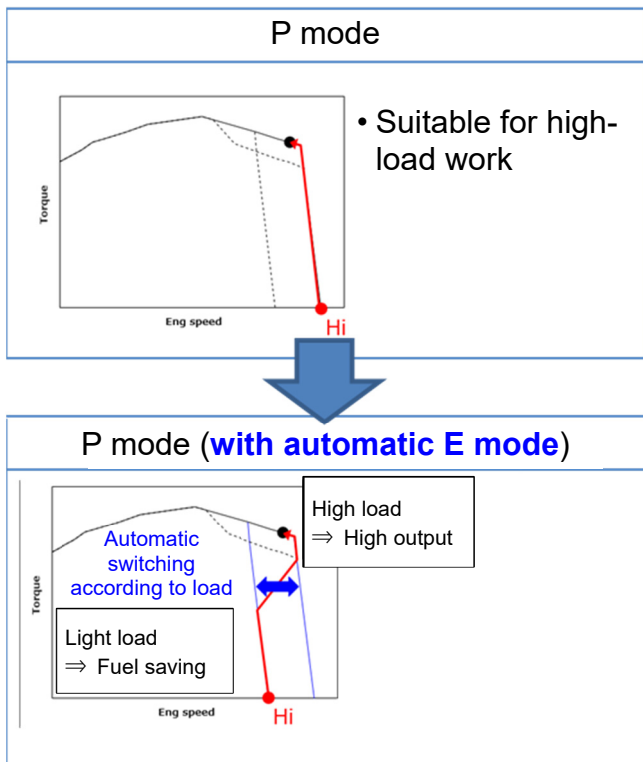 P mode
• Suitable for high-
load work
Torque
Eng speed
Hi
P mode (with automatic E mode)
High load
⇒ High output
Automatic
switching
according to load
Light load
⇒ Fuel saving
Torque
Eng speed
Hi